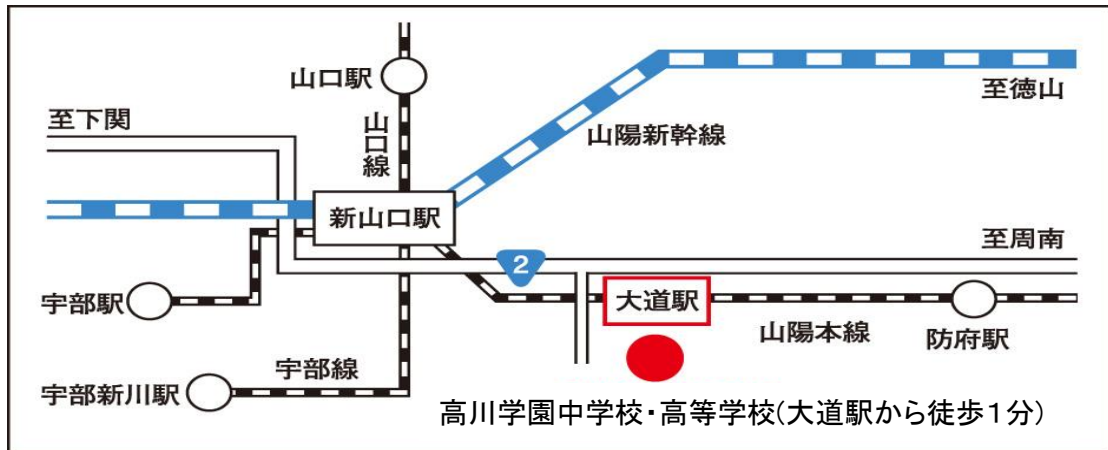 山口駅
至徳山
至下関
山口線
山陽新幹線
新山口駅
至周南
2
宇部駅
大道駅
山陽本線
防府駅
宇部線
宇部新川駅
高川学園中学校・高等学校(大道駅から徒歩１分)